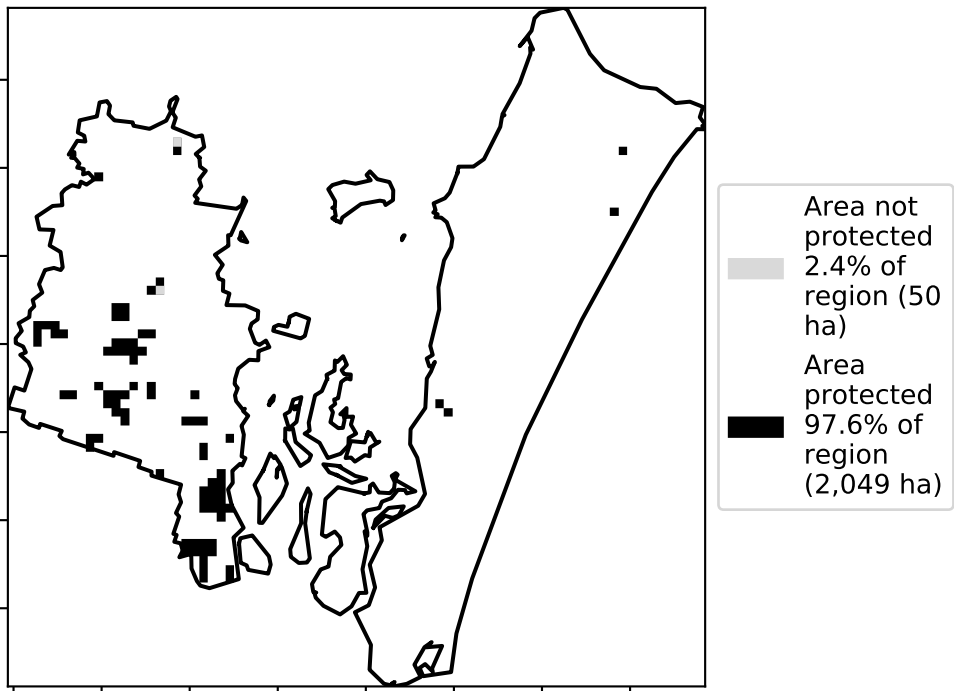 Area not
protected
2.4% of
region (50
ha)
Area
protected
97.6% of
region
(2,049 ha)